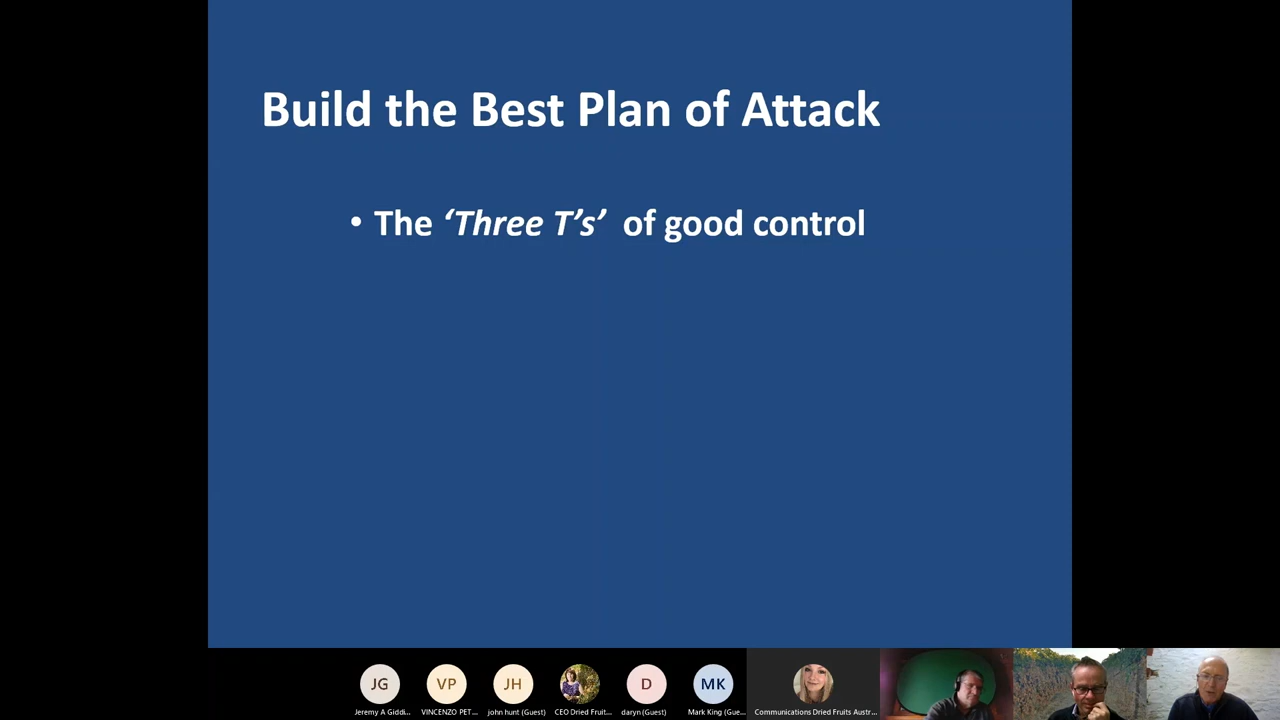 Build the Best Plan of Attack
• The ‘Three T’s’ of good control
JG
VP
JH
D
MK
Jeremy A Giddi...
VINCENZO PET...
john hunt (Guest)
CEO Dried Fruit...
daryn (Guest)
Mark King (Gue...
Communications Dried Fruits Austr...